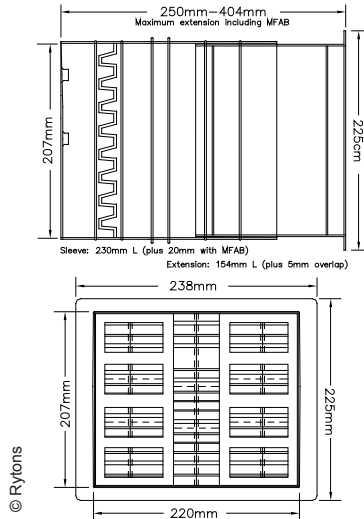 250mm-404mm
Maximum extension including MFAB
207mm
225cm
Sleeve: 230mm L (plus 20mm with MFAB)
Extension: 154mm L (plus 5mm overlap)
238mm
207mm
225mm
220mm
© Rytons